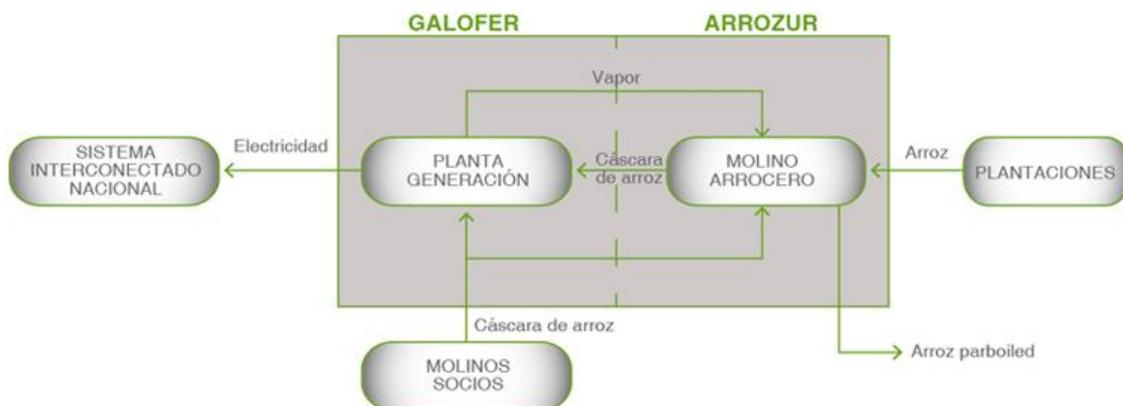 GALOFER
ARROZUR
Vapor
SISTEMA
INTERCONECTADO
NACIONAL
Electricidad
PLANTA
GENERACIÓN
Cáscara
de arroz
MOLINO
ARROCERO
Arroz
PLANTACIONES
Cáscara de arroz
MOLINOS
SOCIOS
Arroz parboiled